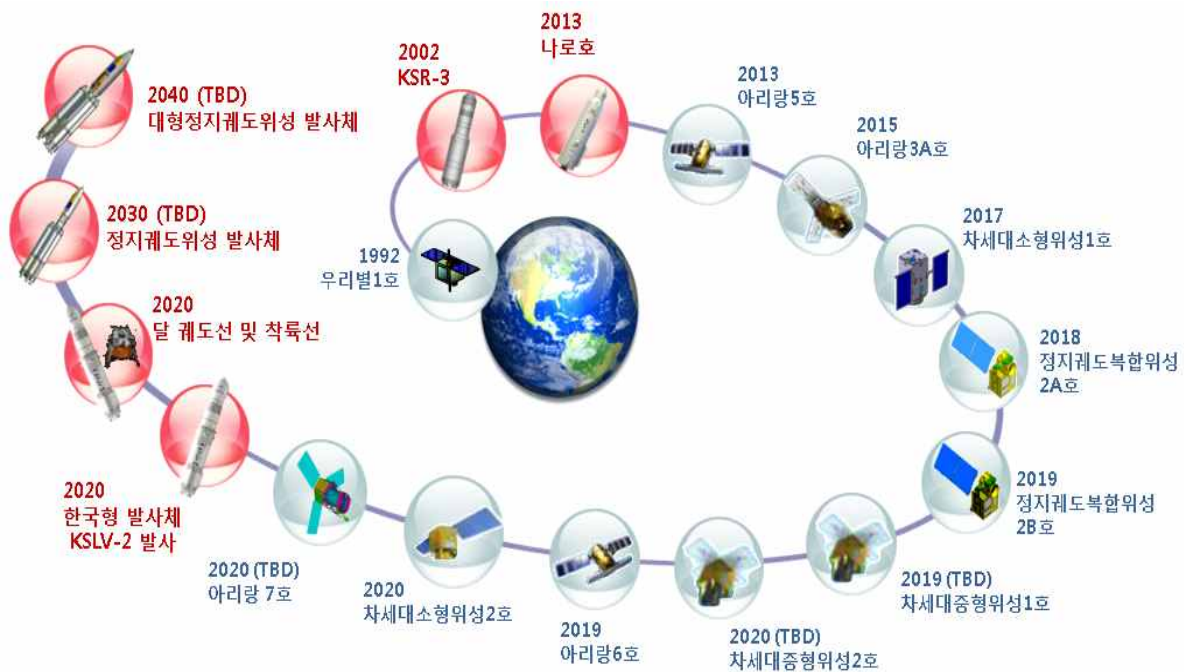 1992
우리별1호
2002
KSR-3
2013
나로호
2013
아리랑5호
2015
아리랑3A호
2017
차세대소형위성1호
2018
정지궤도복합위성
2A호
2019
정지궤도복합위성
2B호
2019 (TBD)
차세대중형위성1호
2020 (TBD)
차세대중형위성2호
2019
아리랑6호
2020
차세대소형위성2호
2020 (TBD)
아리랑 7호
2020
한국형 발사체
KSLV-2 발사
2020
달 궤도선 및 착륙선
2030 (TBD)
정지궤도위성 발사체
2040 (TBD)
대형정지궤도위성 발사체